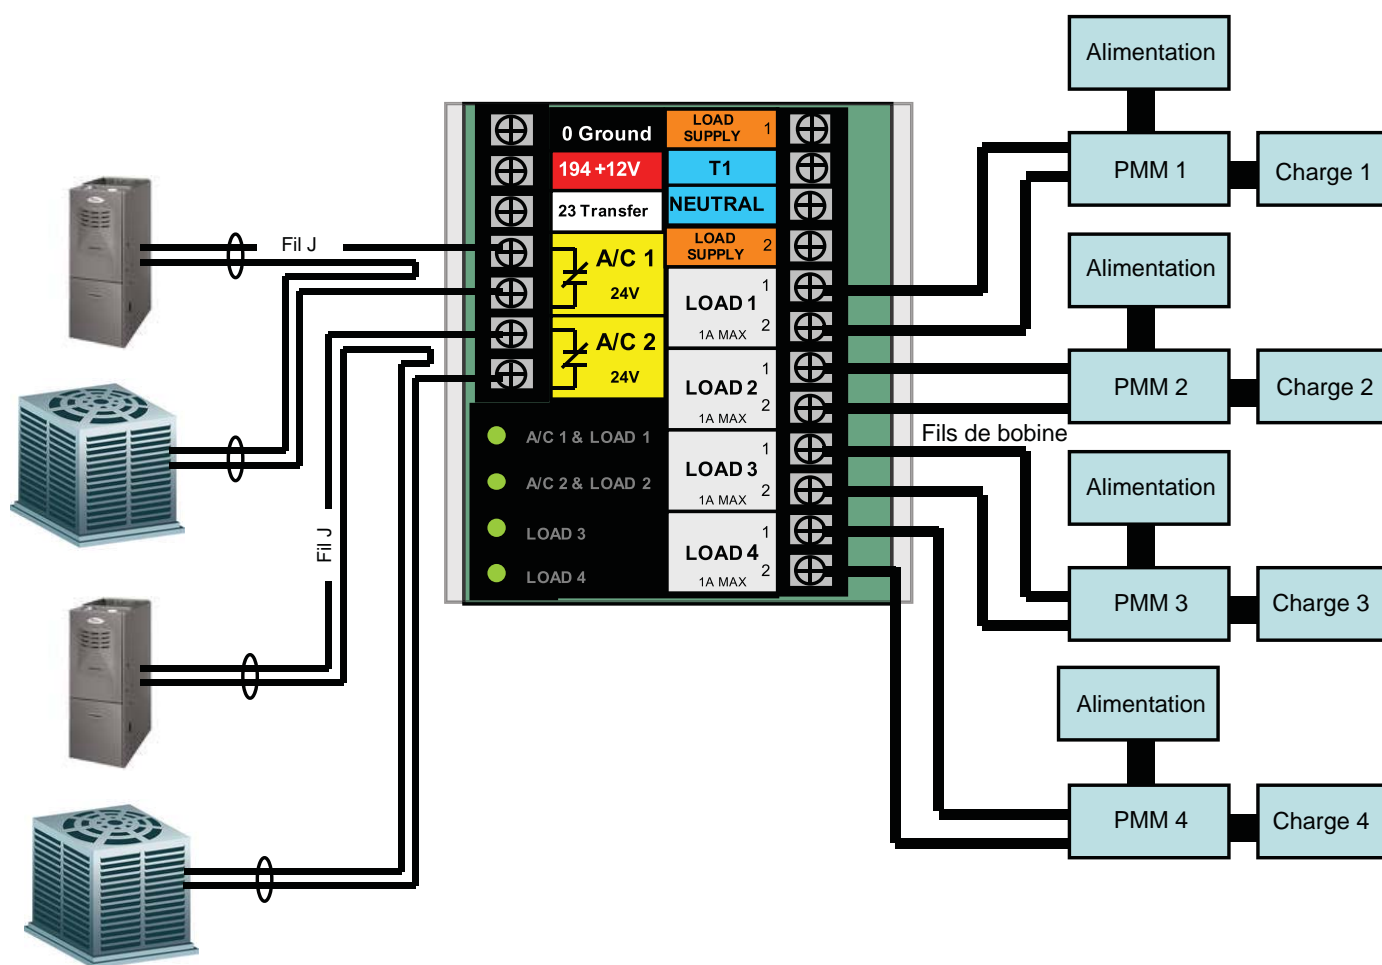 Alimentation
PMM 1
Charge 1
Alimentation
PMM 2
Charge 2
Fils de bobine
Alimentation
PMM 3
Charge 3
Alimentation
PMM 4
Charge 4
0 Ground
194 +12V
23 Transfer
A/C 1
24V
A/C 2
24V
LOAD SUPPLY 1
T1
NEUTRAL
LOAD SUPPLY 2
LOAD 1
1
2
1A MAX
LOAD 2
1
2
1A MAX
LOAD 3
1
2
1A MAX
LOAD 4
1
2
1A MAX
A/C 1 & LOAD 1
A/C 2 & LOAD 2
LOAD 3
LOAD 4
Fil J
Fil J